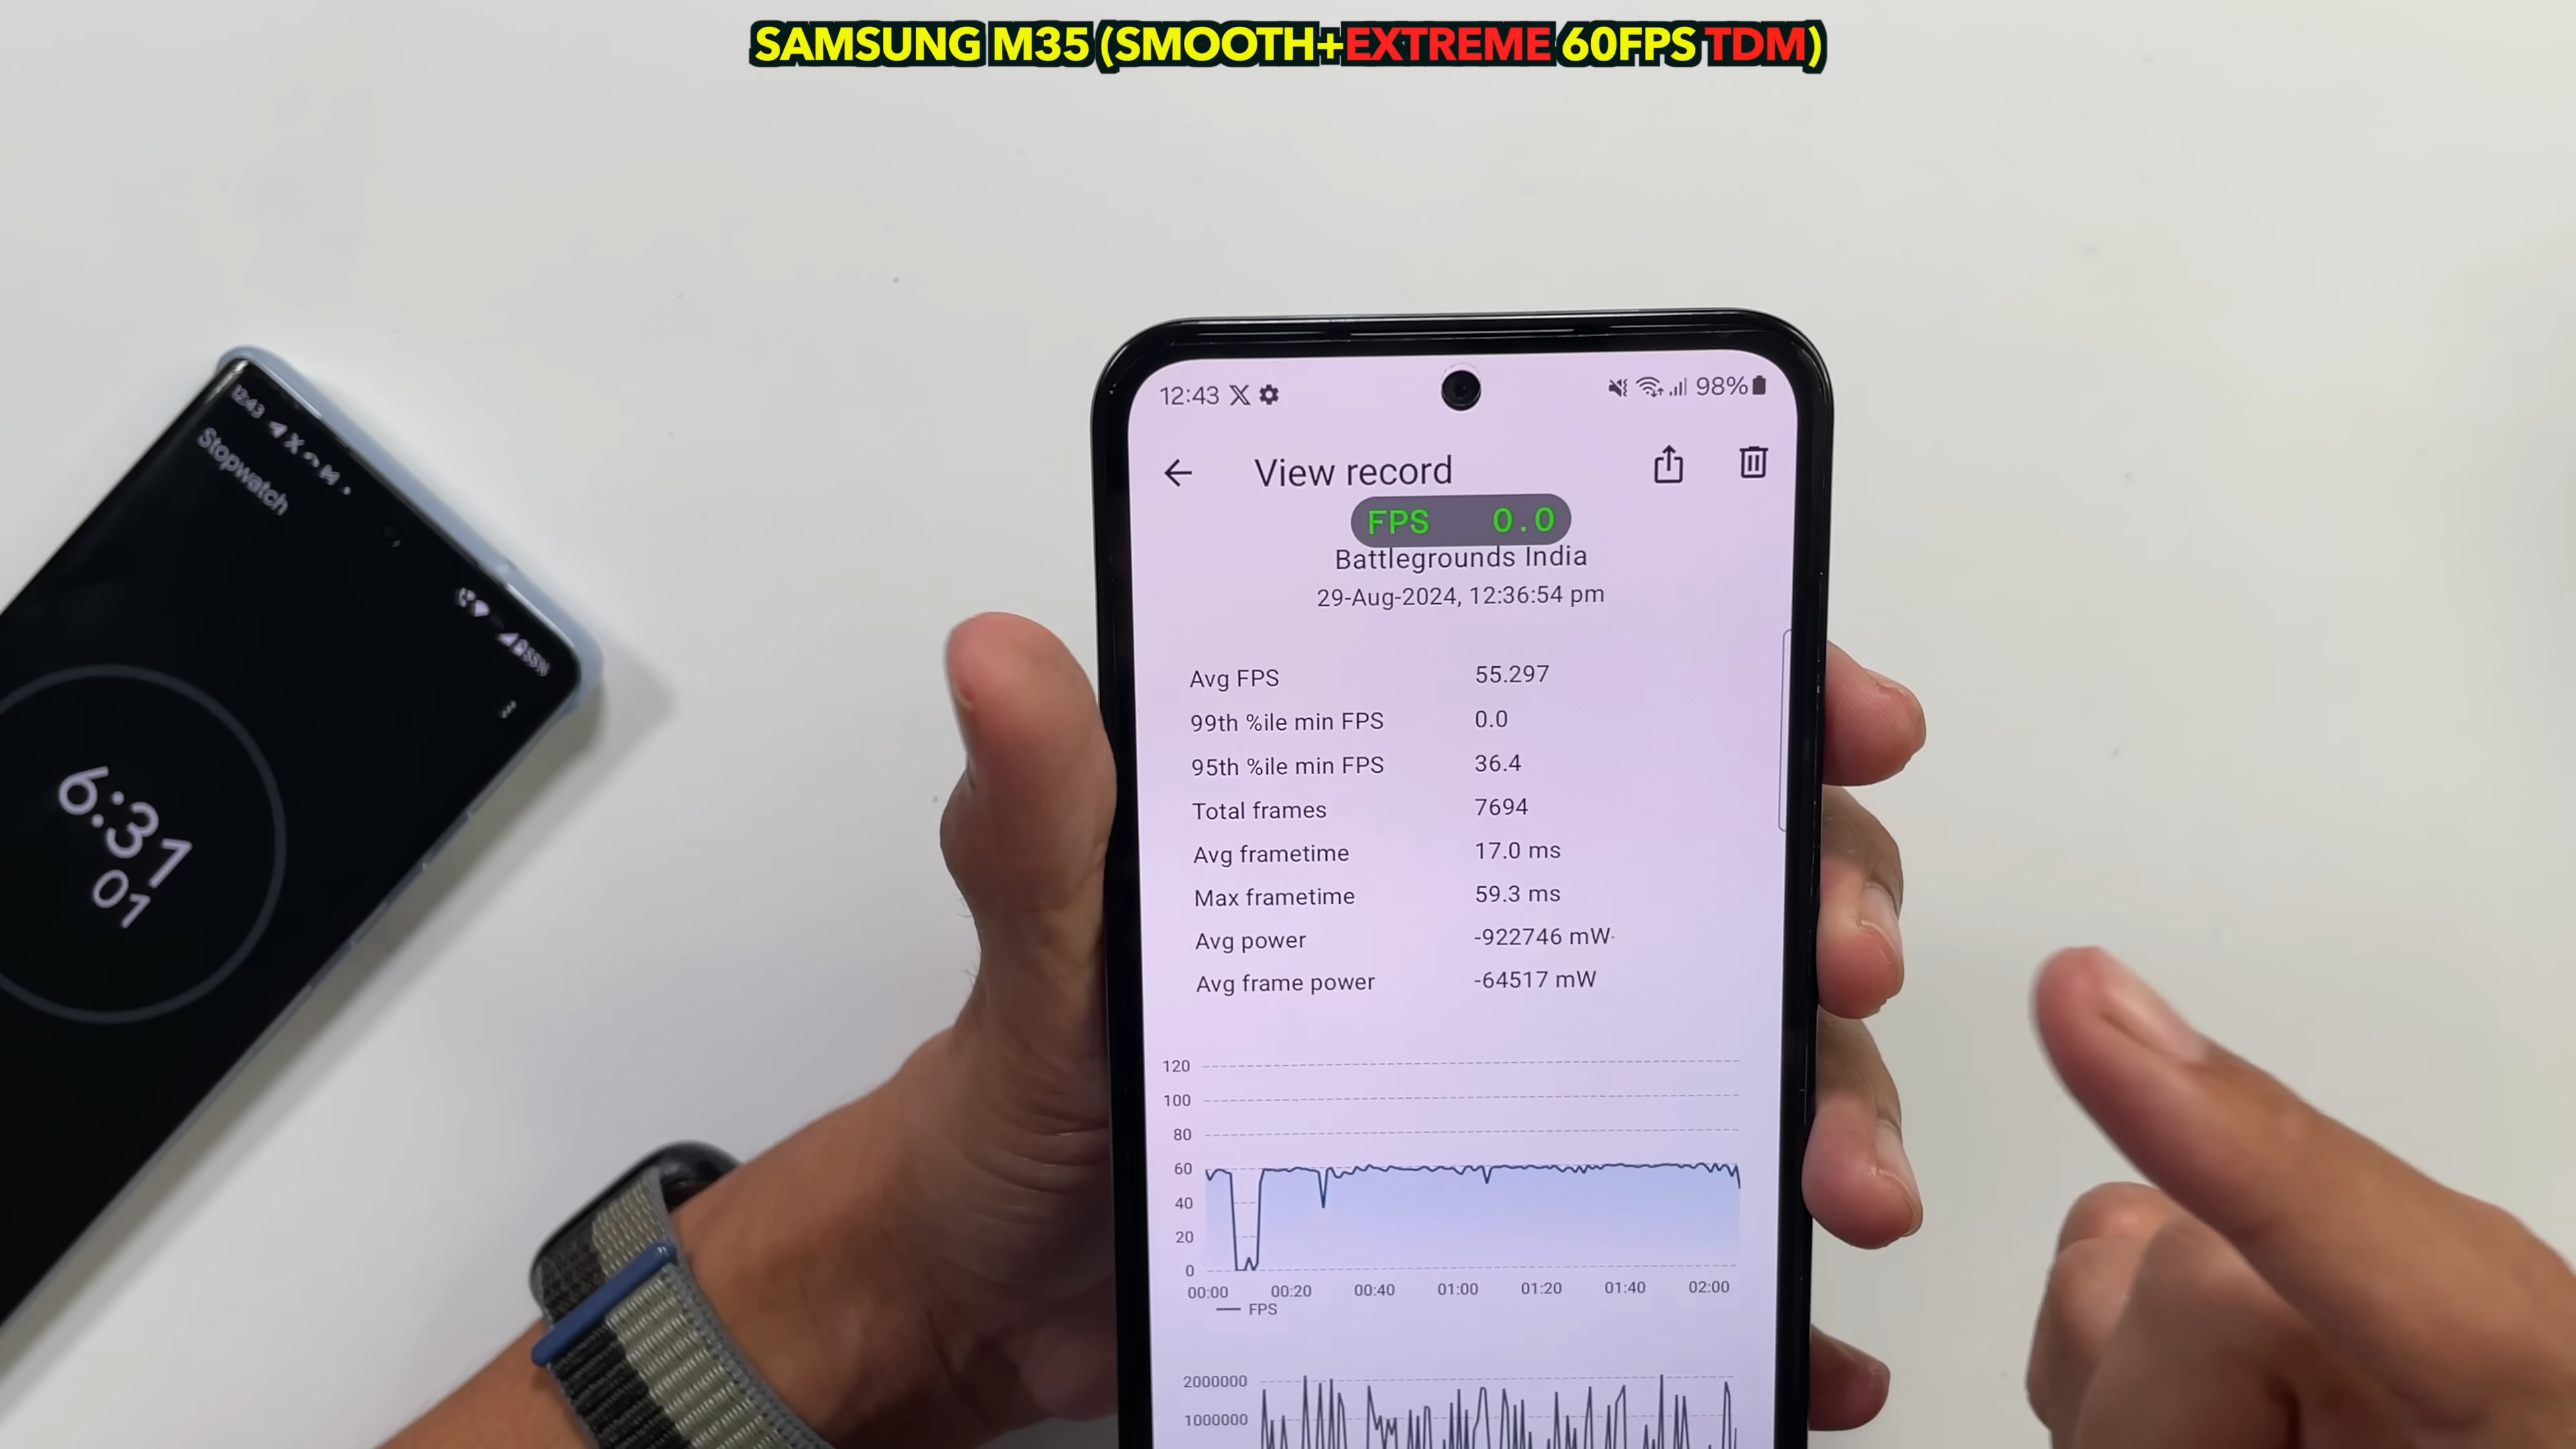 SAMSUNG M35 (SMOOTH+EXTREME 60FPS TDM)
12:43
Stopwatch
55%
6:31
01
12:43
98%
View record
FPS 0.0
Battlegrounds India
29-Aug-2024, 12:36:54 pm
Avg FPS 55.297
99th %ile min FPS 0.0
95th %ile min FPS 36.4
Total frames 7694
Avg frametime 17.0 ms
Max frametime 59.3 ms
Avg power -922746 mW
Avg frame power -64517 mW
120
100
80
60
40
20
0
00:00 00:20 00:40 01:00 01:20 01:40 02:00
FPS
2000000
1000000